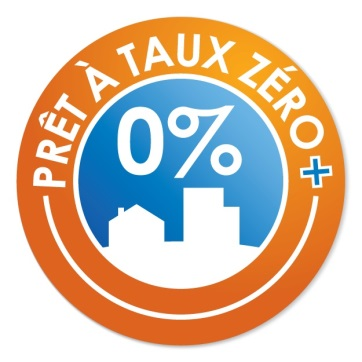 PRÊT À TAUX ZÉRO+
0%